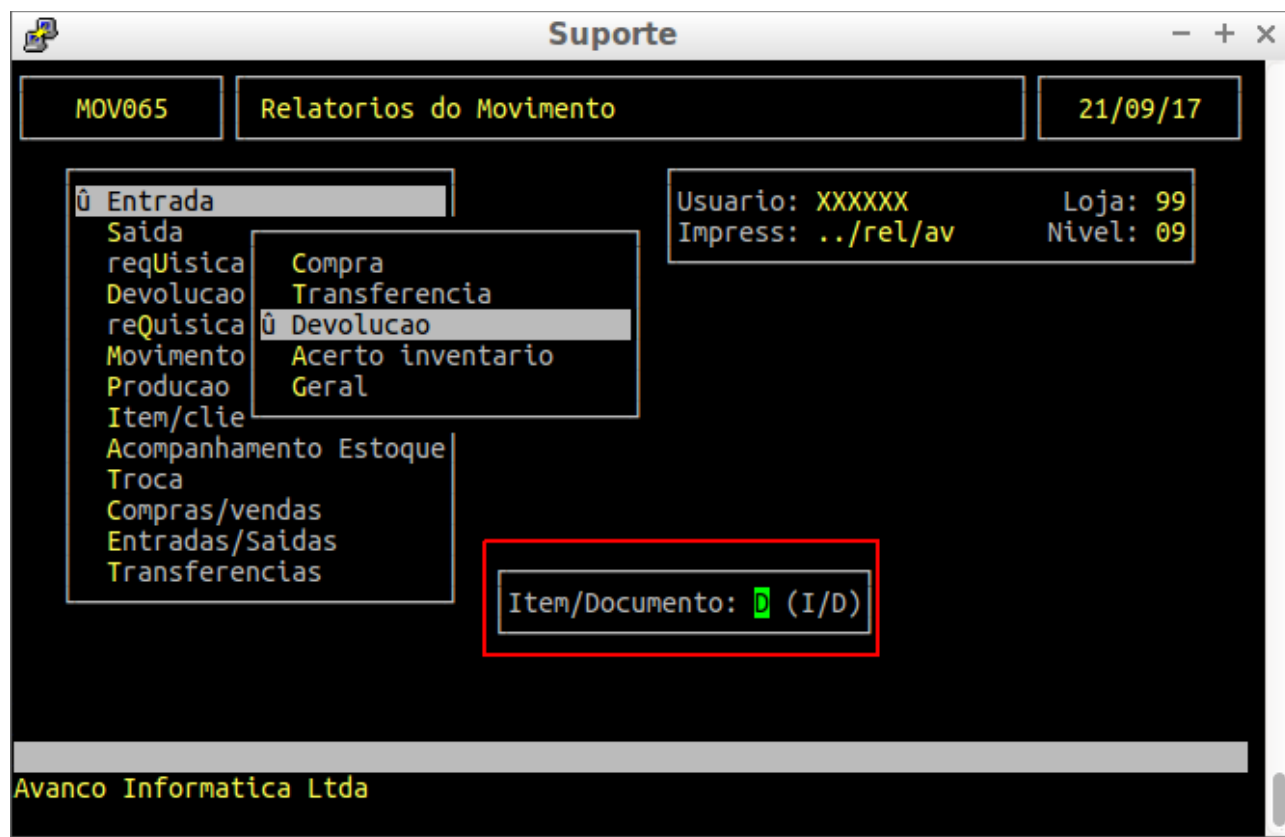 Suporte
MOV065 Relatorios do Movimento 21/09/17
û Entrada
Saida
reqUisica
Devolucao
reQuisica
Movimento
Producao
Item/clie
Acompanhamento Estoque
Troca
Compras/vendas
Entradas/Saidas
Transferencias
Compra
Transferencia
û Devolucao
Acerto inventario
Geral
Usuario: XXXXXX Loja: 99
Impress: ../rel/av Nivel: 09
Item/Documento: D (I/D)
Avanco Informatica Ltda